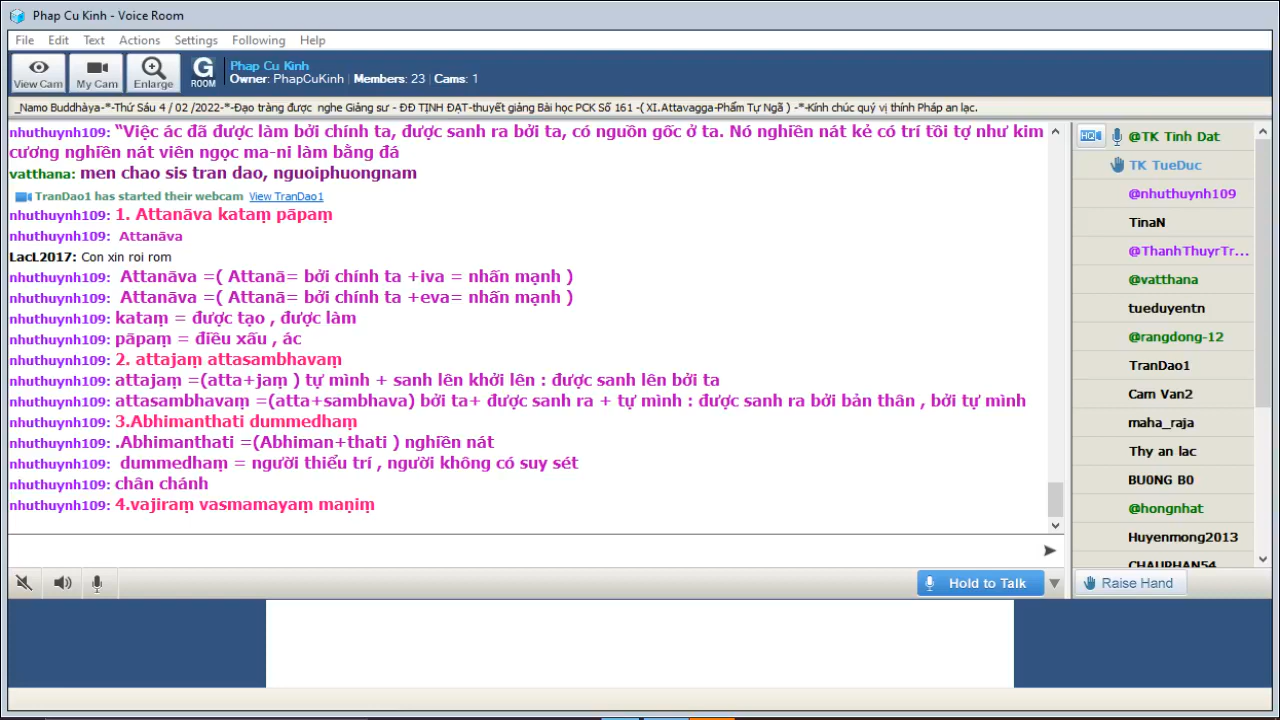 Phap Cu Kinh - Voice Room
File Edit Text Actions Settings Following Help
View Cam My Cam Enlarge G ROOM Phap Cu Kinh
Owner: PhapCuKinh Members: 23 Cams: 1
_Namo Buddhàya-*-Thứ Sáu 4 / 02 /2022-*-Đạo tràng được nghe Giảng sư - ĐĐ TỊNH ĐẠT-thuyết giảng Bài học PCK Số 161 -( XI.Attavagga-Phẩm Tự Ngã ) -*-Kính chúc quý vị thính Pháp an lạc.
nhuthuynh109: “Việc ác đã được làm bởi chính ta, được sanh ra bởi ta, có nguồn gốc ở ta. Nó nghiền nát kẻ có trí tồi tợ như kim
cương nghiền nát viên ngọc ma-ni làm bằng đá
vatthana: men chao sis tran dao, nguoiphuongnam
TranDao1 has started their webcam View TranDao1
nhuthuynh109: 1. Attanāva kataṃ pāpaṃ
nhuthuynh109: Attanāva
LacL2017: Con xin roi rom
nhuthuynh109: Attanāva =( Attanā= bởi chính ta +iva = nhấn mạnh )
nhuthuynh109: Attanāva =( Attanā= bởi chính ta +eva= nhấn mạnh )
nhuthuynh109: kataṃ = được tạo , được làm
nhuthuynh109: pāpaṃ = điều xấu , ác
nhuthuynh109: 2. attajaṃ attasambhavaṃ
nhuthuynh109: attajaṃ =(atta+jaṃ ) tự mình + sanh lên khởi lên : được sanh lên bởi ta
nhuthuynh109: attasambhavaṃ =(atta+sambhava) bởi ta+ được sanh ra + tự mình : được sanh ra bởi bản thân , bởi tự mình
nhuthuynh109: 3.Abhimanthati dummedhaṃ
nhuthuynh109: .Abhimanthati =(Abhiman+thati ) nghiền nát
nhuthuynh109: dummedhaṃ = người thiểu trí , người không có suy sét
nhuthuynh109: chân chánh
nhuthuynh109: 4.vajiraṃ vasmamayaṃ maṇiṃ
HD @TK Tinh Dat
TK TueDuc
@nhuthuynh109
TinaN
@ThanhThuyrTr...
@vatthana
tueduyentn
@rangdong-12
TranDao1
Cam Van2
maha_raja
Thy an lac
BU0NG B0
@hongnhat
Huyenmong2013
CHAUPHAN54
Hold to Talk
Raise Hand